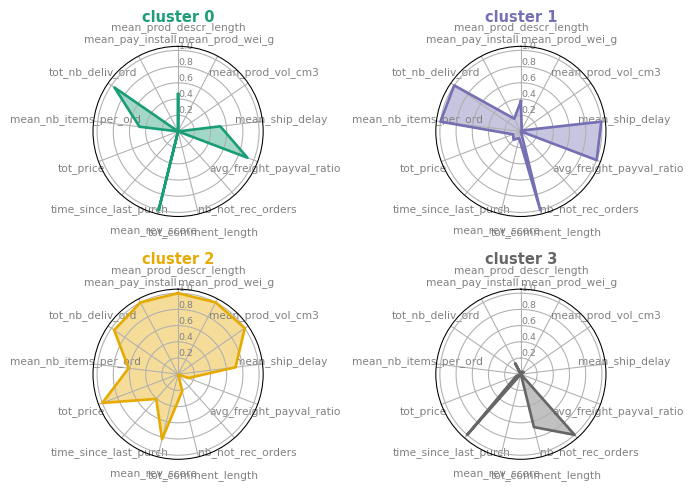 cluster 0
mean_prod_descr_length
mean_pay_install
mean_prod_wei_g
1.0
0.8
0.6
0.4
0.2
tot_nb_deliv_ord
mean_prod_vol_cm3
mean_nb_items_per_ord
mean_ship_delay
tot_price
avg_freight_payval_ratio
time_since_last_purch
nb_not_rec_orders
mean_rev_score
tot_comment_length
cluster 1
mean_prod_descr_length
mean_pay_install
mean_prod_wei_g
1.0
0.8
0.6
0.4
0.2
tot_nb_deliv_ord
mean_prod_vol_cm3
mean_nb_items_per_ord
mean_ship_delay
tot_price
avg_freight_payval_ratio
time_since_last_purch
nb_not_rec_orders
mean_rev_score
tot_comment_length
cluster 2
mean_prod_descr_length
mean_pay_install
mean_prod_wei_g
1.0
0.8
0.6
0.4
0.2
tot_nb_deliv_ord
mean_prod_vol_cm3
mean_nb_items_per_ord
mean_ship_delay
tot_price
avg_freight_payval_ratio
time_since_last_purch
nb_not_rec_orders
mean_rev_score
tot_comment_length
cluster 3
mean_prod_descr_length
mean_pay_install
mean_prod_wei_g
1.0
0.8
0.6
0.4
0.2
tot_nb_deliv_ord
mean_prod_vol_cm3
mean_nb_items_per_ord
mean_ship_delay
tot_price
avg_freight_payval_ratio
time_since_last_purch
nb_not_rec_orders
mean_rev_score
tot_comment_length